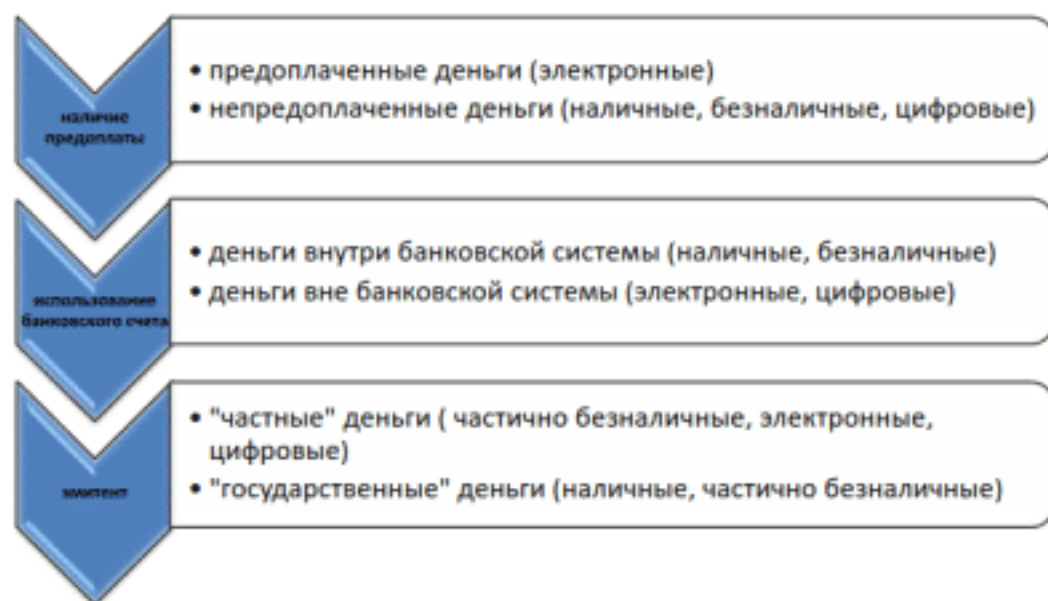 наличие
предоплаты
• предоплаченные деньги (электронные)
• непредоплаченные деньги (наличные, безналичные, цифровые)
использование
банковского счета
• деньги внутри банковской системы (наличные, безналичные)
• деньги вне банковской системы (электронные, цифровые)
эмитент
• "частные" деньги ( частично безналичные, электронные,
цифровые)
• "государственные" деньги (наличные, частично безналичные)